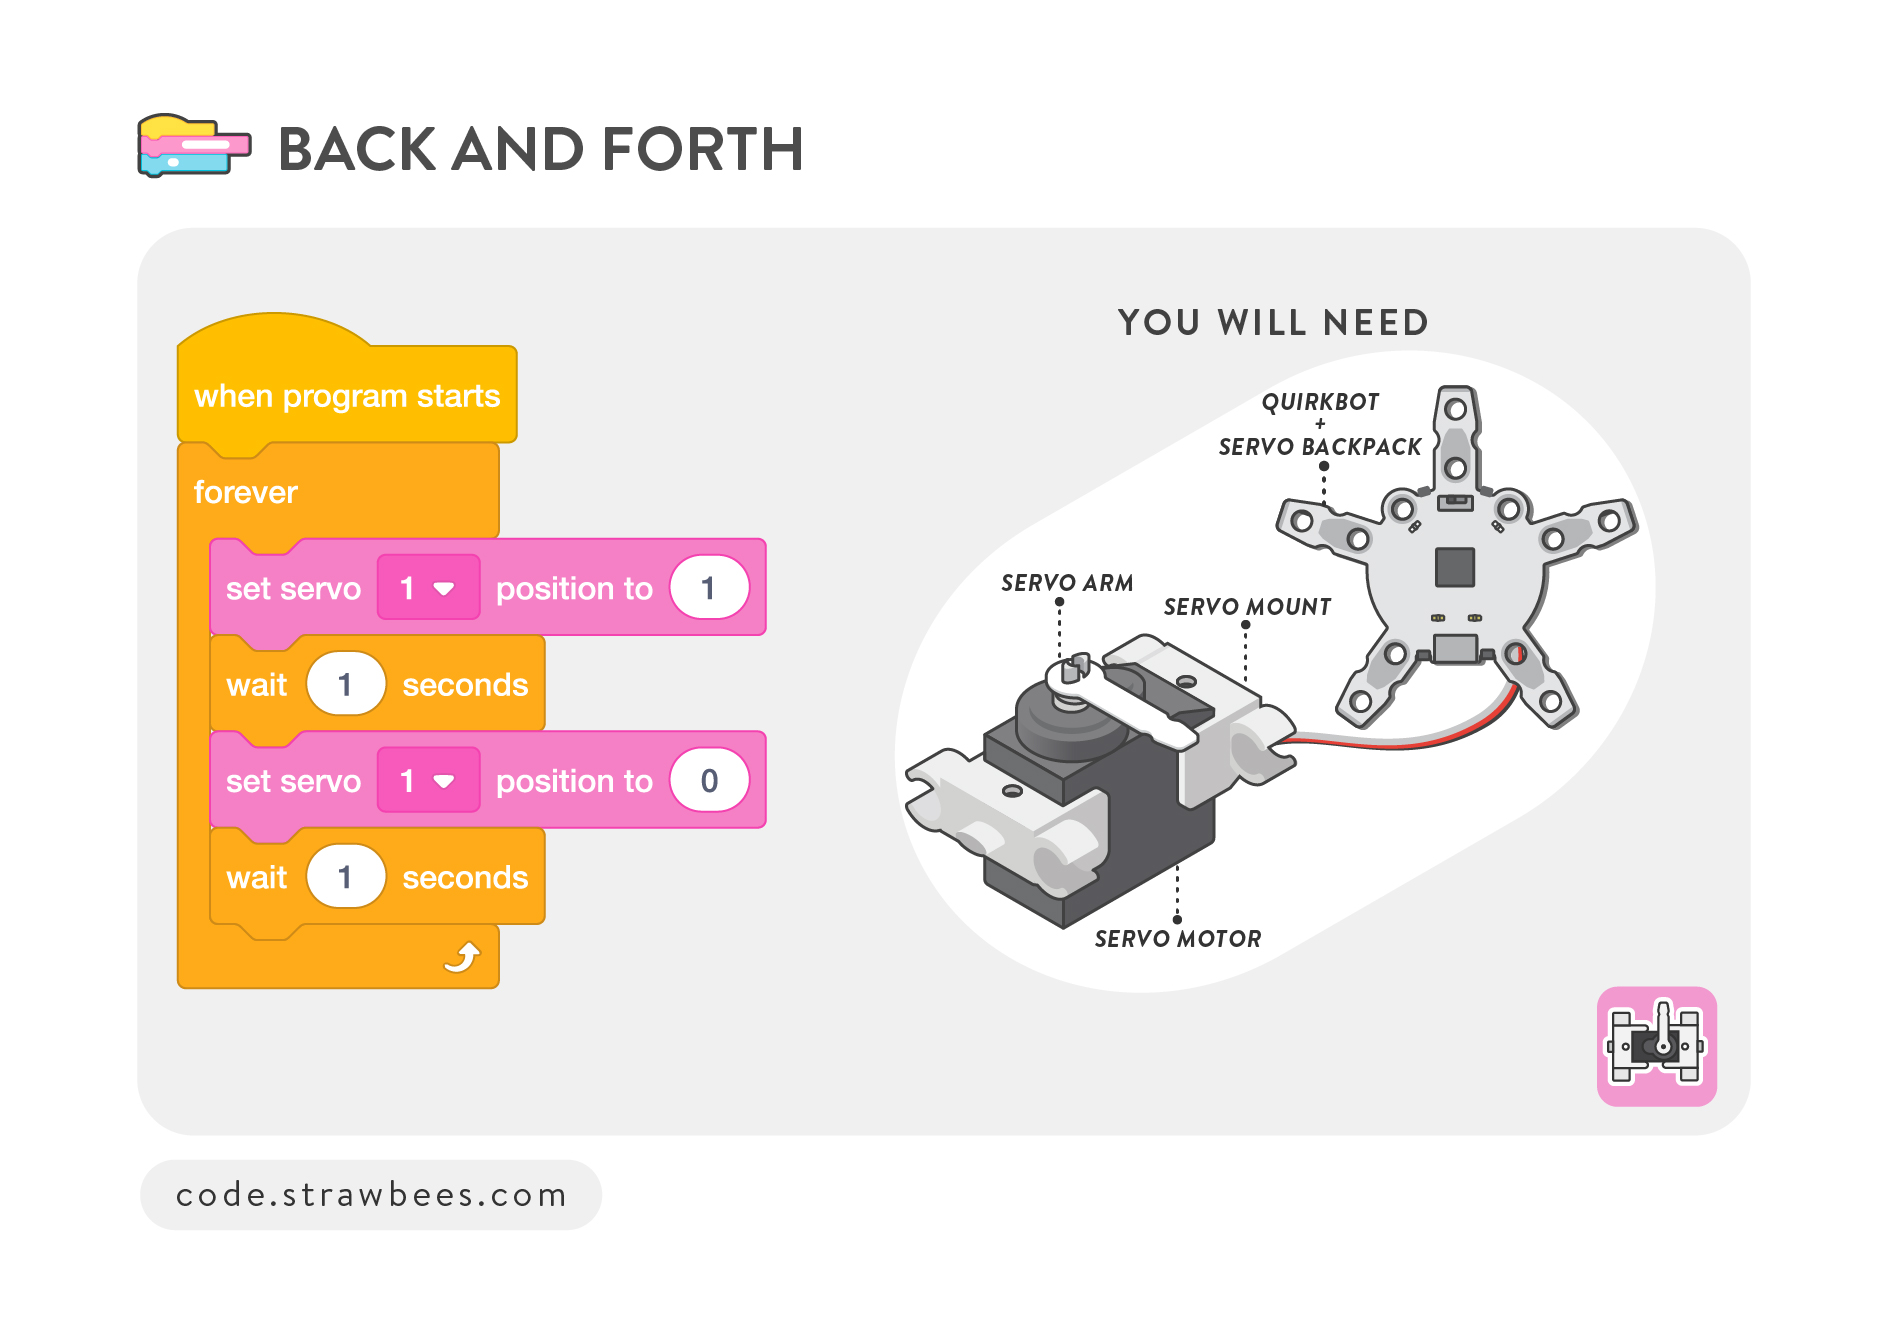 BACK AND FORTH
YOU WILL NEED
when program starts
forever
set servo 1 position to 1
wait 1 seconds
set servo 1 position to 0
wait 1 seconds
QUIRKBOT
+
SERVO BACKPACK
SERVO ARM
SERVO MOUNT
SERVO MOTOR
code.strawbees.com